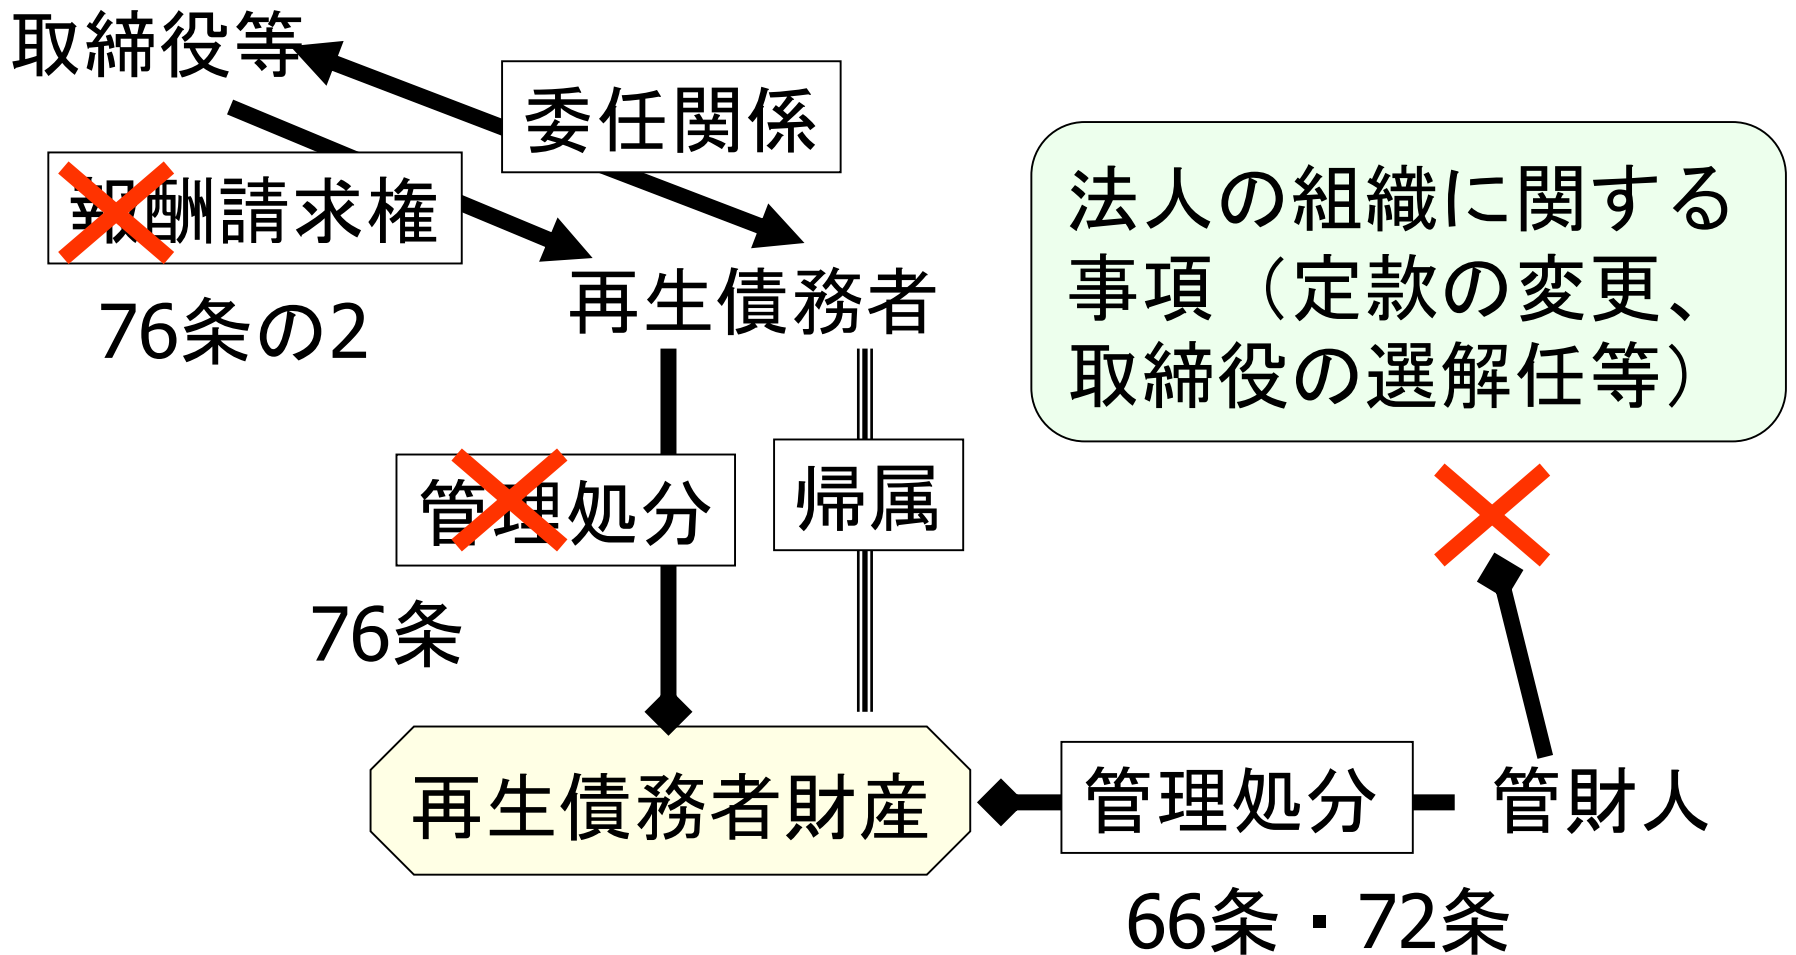 取締役等
委任関係
報酬請求権
76条の2
再生債務者
法人の組織に関する
事項（定款の変更、
取締役の選解任等）
管理処分
帰属
76条
再生債務者財産
管理処分
管財人
66条・72条